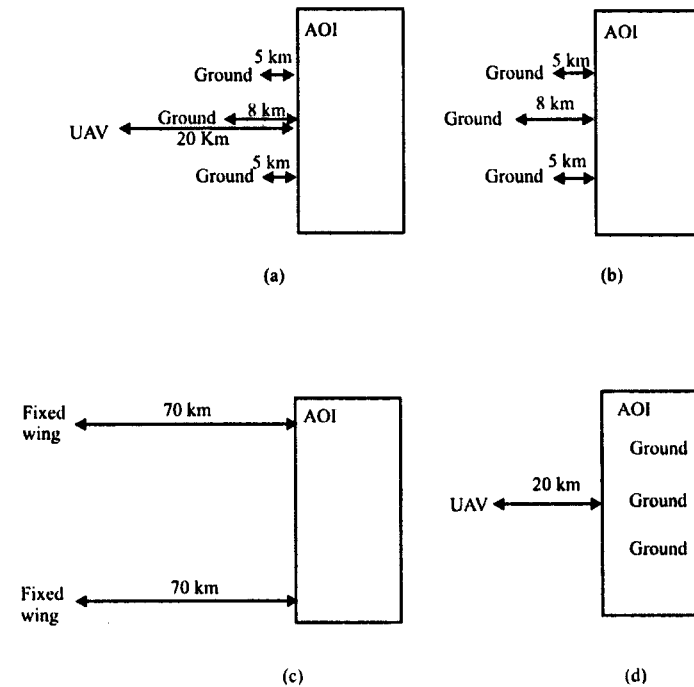 AOI
5 km
Ground
Ground
8 km
UAV
20 Km
5 km
Ground
(a)
AOI
5 km
Ground
8 km
Ground
5 km
Ground
(b)
Fixed
wing
70 km
AOI
Fixed
wing
70 km
(c)
AOI
Ground
20 km
UAV
Ground
Ground
(d)